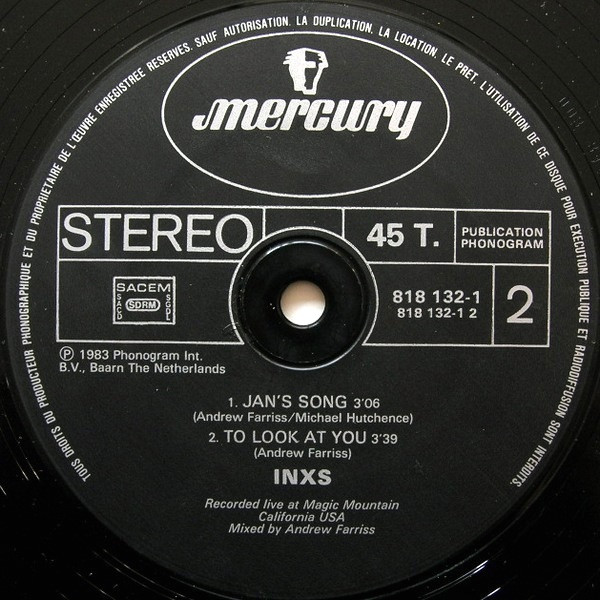 TOUS DROITS DU PRODUCTEUR PHONOGRAPHIQUE ET DU PROPRIETAIRE DE L'ŒUVRE ENREGISTREE RESERVES. SAUF AUTORISATION. LA DUPLICATION, LA LOCATION, LE PRET, L'UTILISATION DE CE DISQUE POUR EXECUTION PUBLIQUE ET RADIODIFFUSION SONT INTERDITS.
mercury
STEREO
45 T.
PUBLICATION
PHONOGRAM
SACEM
SACD
SDRM
SGDL
818 132-1
818 132-1 2
2
℗ 1983 Phonogram Int.
B.V., Baarn The Netherlands
1. JAN'S SONG 3'06
(Andrew Farriss/Michael Hutchence)
2. TO LOOK AT YOU 3'39
(Andrew Farriss)
INXS
Recorded live at Magic Mountain
California USA
Mixed by Andrew Farriss